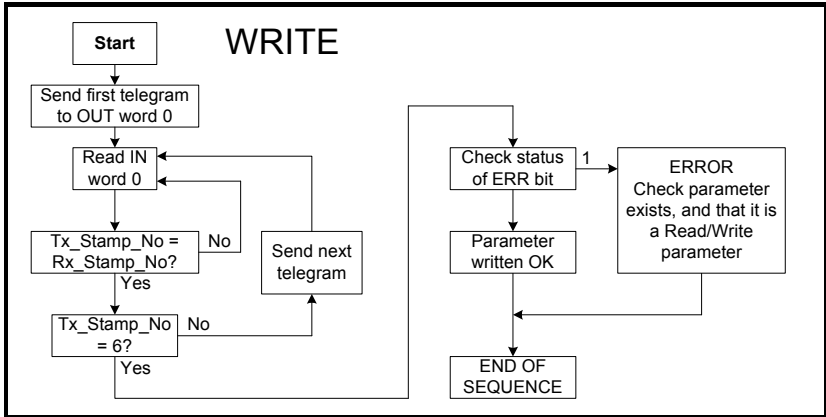 WRITE
Start
Send first telegram
to OUT word 0
Read IN
word 0
Tx_Stamp_No =
Rx_Stamp_No?
No
Yes
Send next
telegram
Tx_Stamp_No
= 6?
No
Yes
Check status
of ERR bit
1
ERROR
Check parameter
exists, and that it is
a Read/Write
parameter
Parameter
written OK
END OF
SEQUENCE